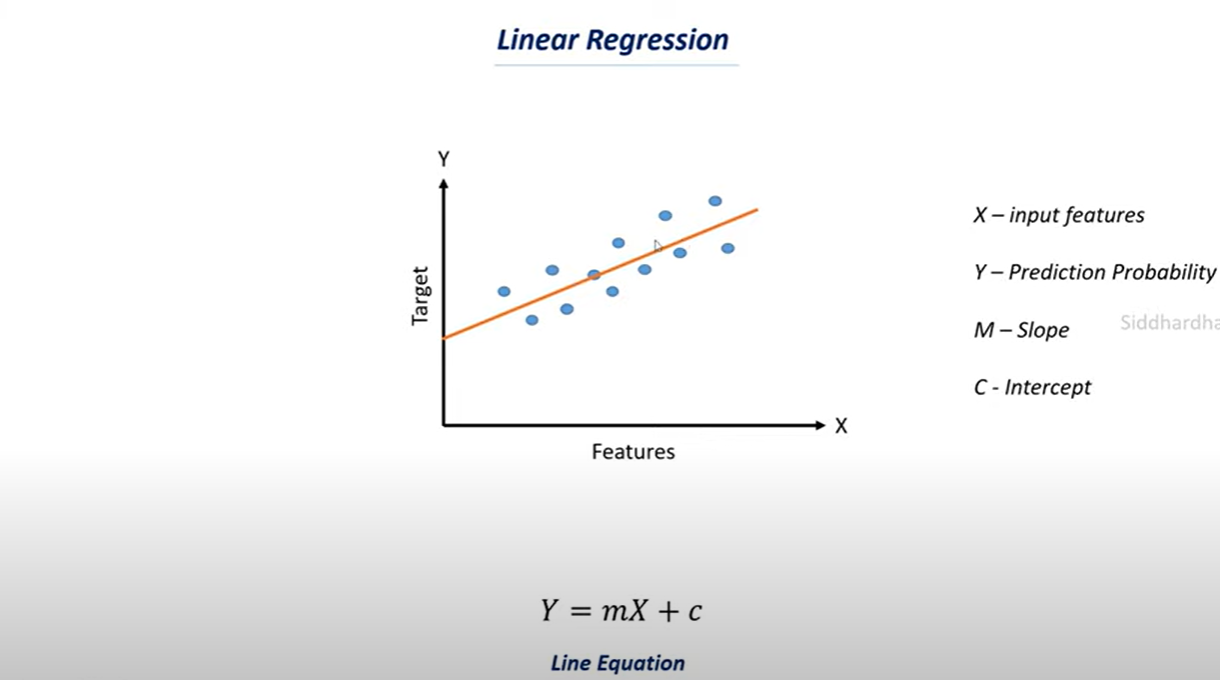 Linear Regression
Y
Target
X
Features
X – input features
Y – Prediction Probability
M – Slope
Siddhardha
C - Intercept
Y = mX + c
Line Equation